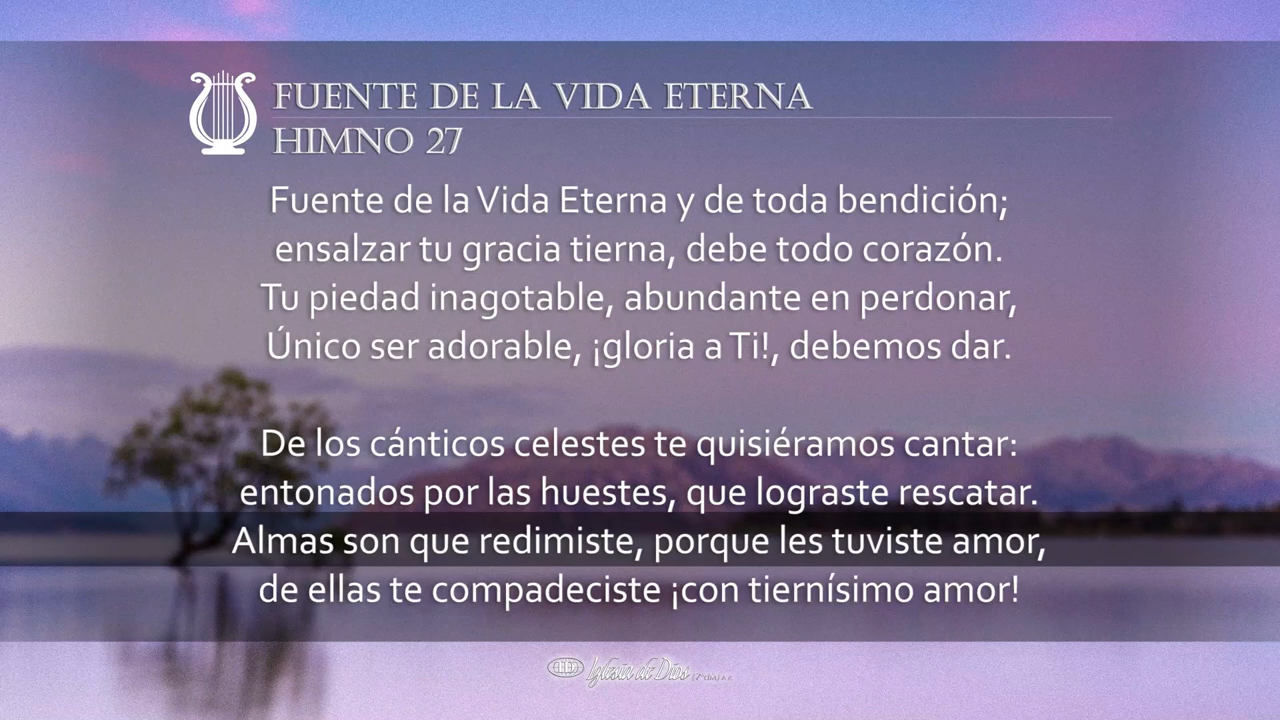 FUENTE DE LA VIDA ETERNA
HIMNO 27
Fuente de la Vida Eterna y de toda bendición;
ensalzar tu gracia tierna, debe todo corazón.
Tu piedad inagotable, abundante en perdonar,
Único ser adorable, ¡gloria a Ti!, debemos dar.
De los cánticos celestes te quisiéramos cantar:
entonados por las huestes, que lograste rescatar.
Almas son que redimiste, porque les tuviste amor,
de ellas te compadeciste ¡con tiernísimo amor!
Iglesia de Dios